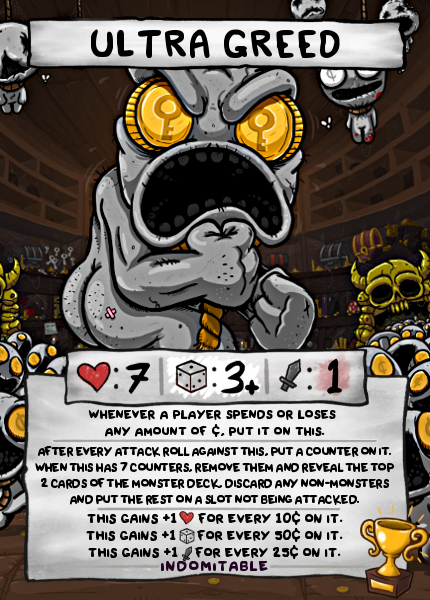 ULTRA GREED
❤:7 🎲:3+ 🗡:1
WHENEVER A PLAYER SPENDS OR LOSES
ANY AMOUNT OF ¢, PUT IT ON THIS.
AFTER EVERY ATTACK ROLL AGAINST THIS, PUT A COUNTER ON IT.
WHEN THIS HAS 7 COUNTERS, REMOVE THEM AND REVEAL THE TOP
2 CARDS OF THE MONSTER DECK, DISCARD ANY NON-MONSTERS
AND PUT THE REST ON A SLOT NOT BEING ATTACKED.
THIS GAINS +1 ❤ FOR EVERY 10¢ ON IT.
THIS GAINS +1 🎲 FOR EVERY 50¢ ON IT.
THIS GAINS +1 🗡 FOR EVERY 25¢ ON IT.
INDOMITABLE